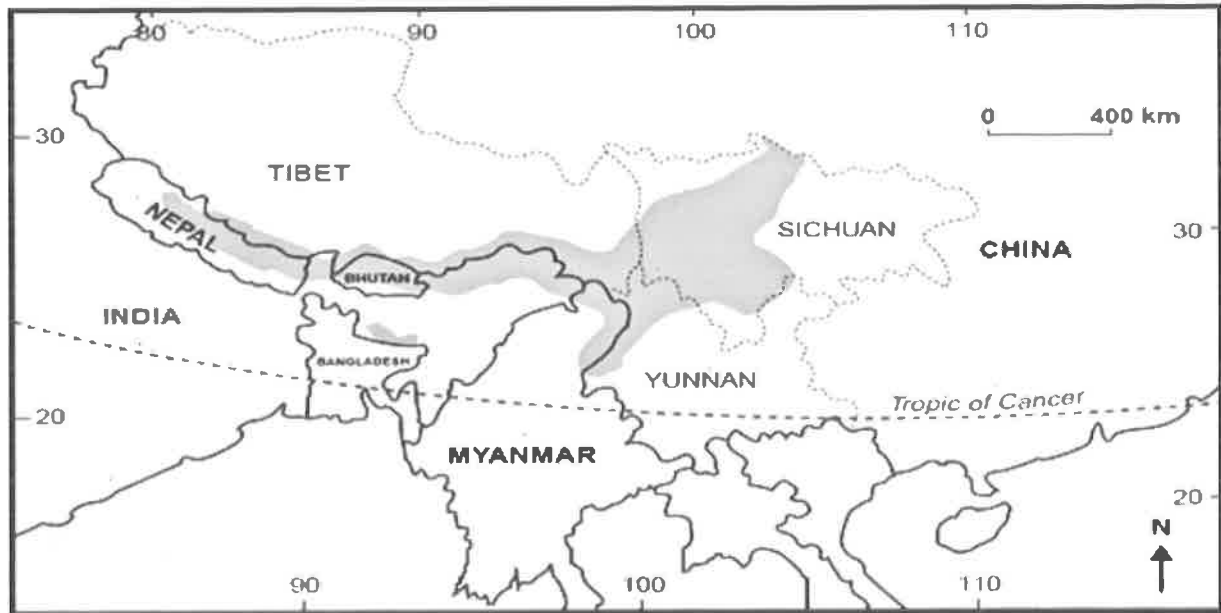 80 90 100 110
0 400 km
30
TIBET
NEPAL
SICHUAN
30
CHINA
BHUTAN
INDIA
BANGLADESH
YUNNAN
Tropic of Cancer
20
MYANMAR
20
N
90 100 110